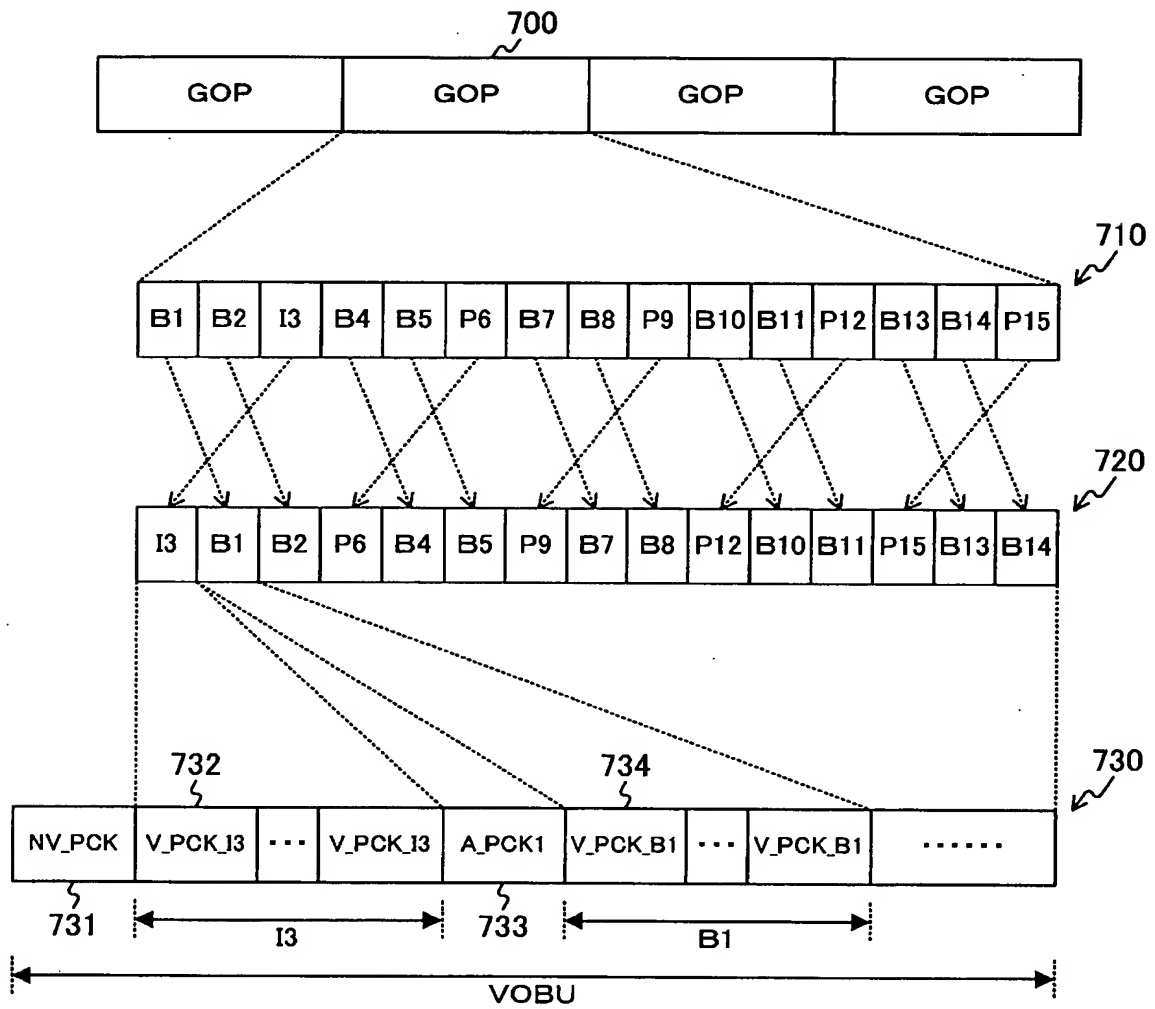 700
GOP GOP GOP GOP
710
B1 B2 I3 B4 B5 P6 B7 B8 P9 B10 B11 P12 B13 B14 P15
720
I3 B1 B2 P6 B4 B5 P9 B7 B8 P12 B10 B11 P15 B13 B14
732 734 730
NV_PCK V_PCK_I3 ··· V_PCK_I3 A_PCK1 V_PCK_B1 ··· V_PCK_B1 ······
731 I3 733 B1
VOBU